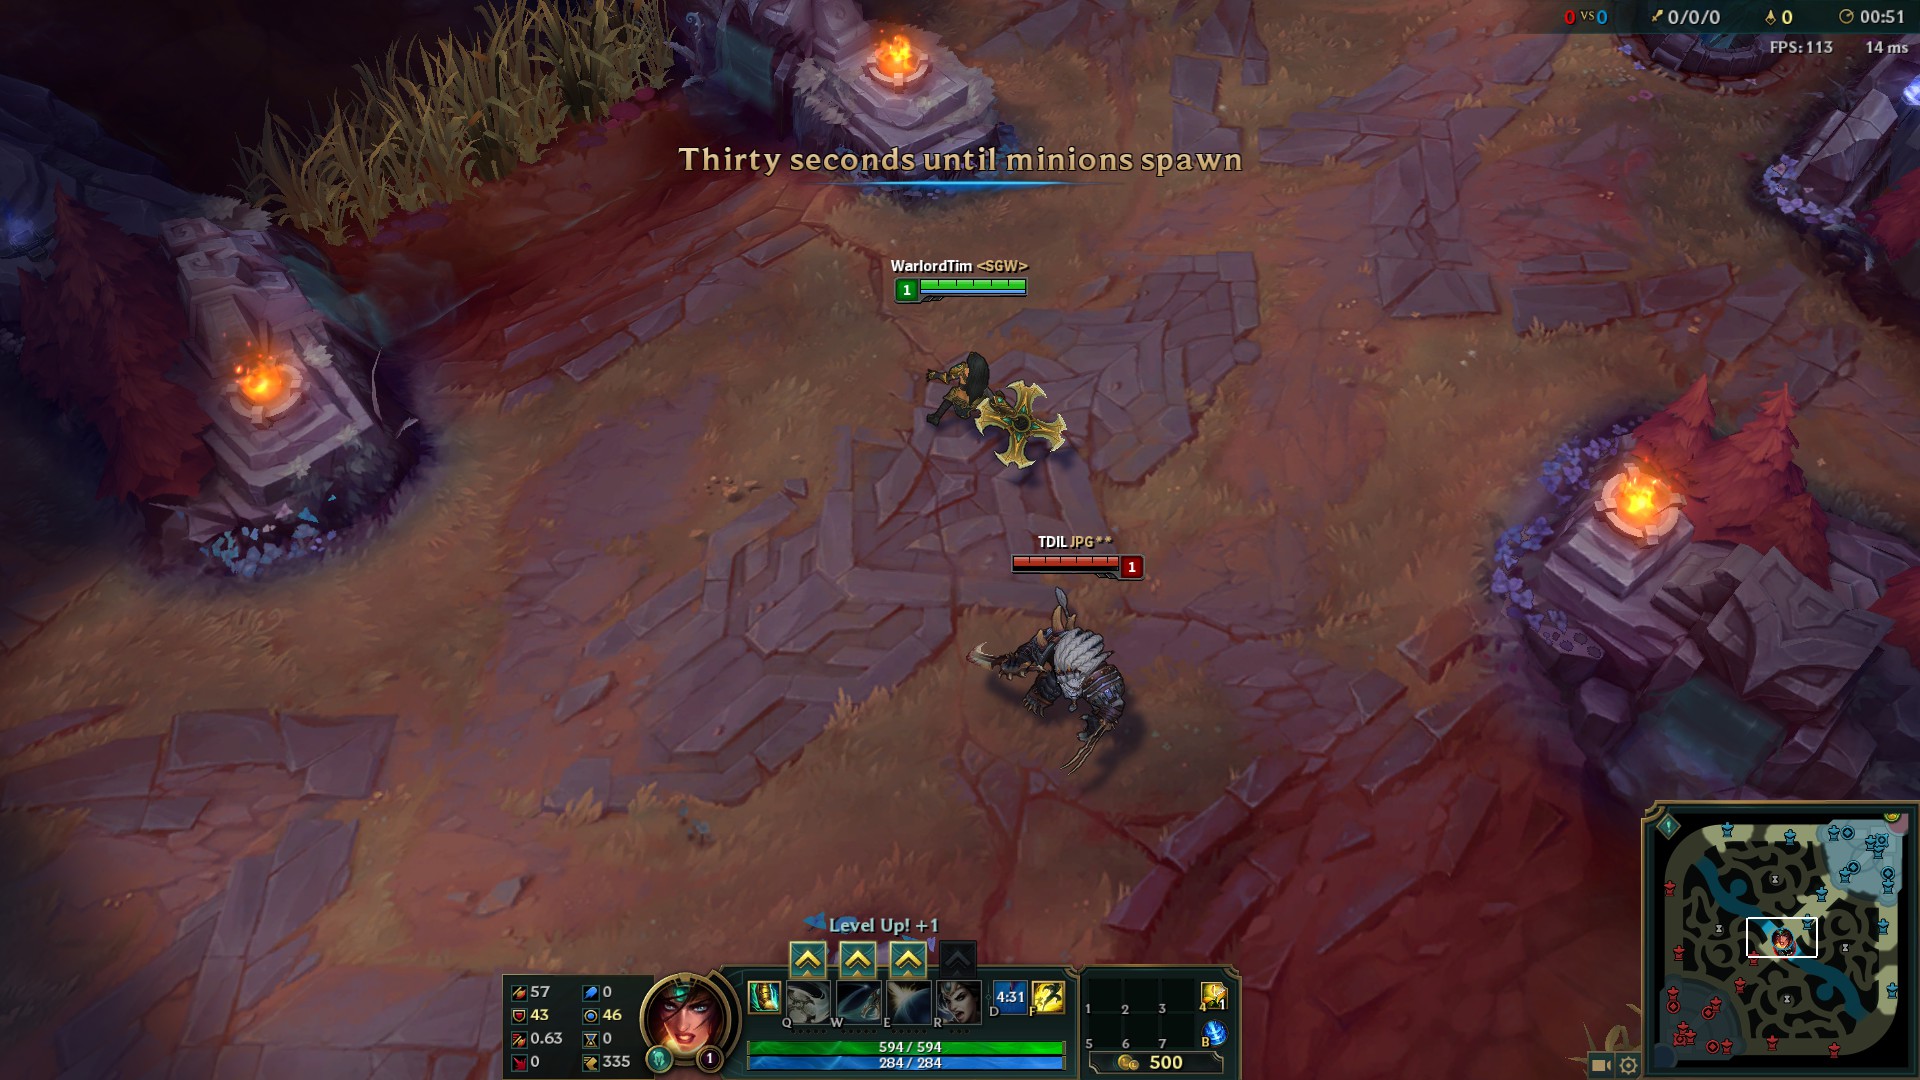 0 VS 0 0/0/0 0 00:51
FPS: 113 14 ms
Thirty seconds until minions spawn
WarlordTim <SGW>
1
TDIL JPG**
1
Level Up! +1
57 0
43 46
0.63 0
0 335
1
Q W E R
4:31
D F
1 2 3 4 1
5 6 7 B
594 / 594
284 / 284
500